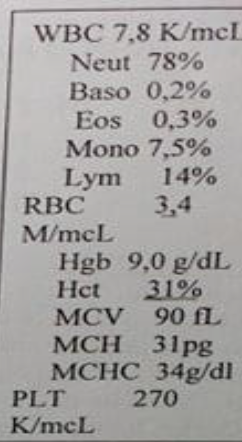 WBC 7,8 K/mcL
Neut 78%
Baso 0,2%
Eos 0,3%
Mono 7,5%
Lym 14%
RBC 3,4
M/mcL
Hgb 9,0 g/dL
Hct 31%
MCV 90 fL
MCH 31pg
MCHC 34g/dl
PLT 270
K/mcL